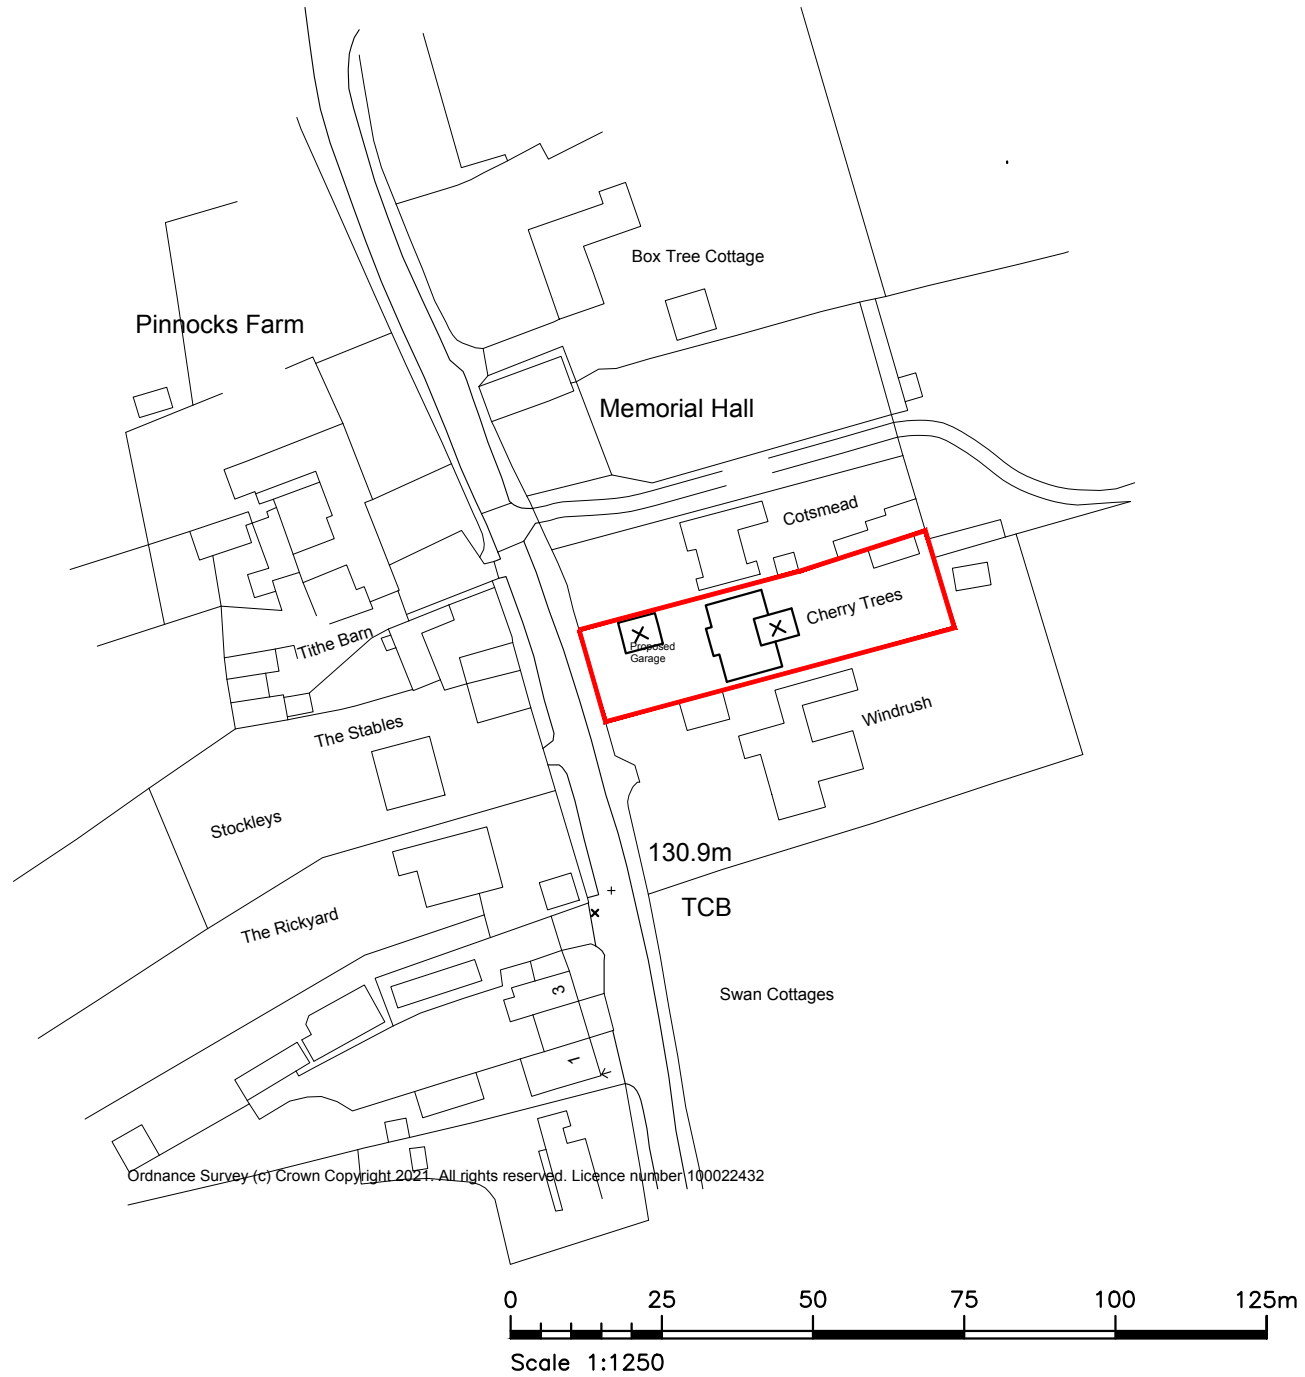 Box Tree Cottage
Pinnocks Farm
Memorial Hall
Cotsmead
Cherry Trees
Proposed
Garage
Tithe Barn
Windrush
The Stables
Stockleys
130.9m
TCB
The Rickyard
3
Swan Cottages
1
Ordnance Survey (c) Crown Copyright 2021. All rights reserved. Licence number 100022432
0 25 50 75 100 125m
Scale 1:1250